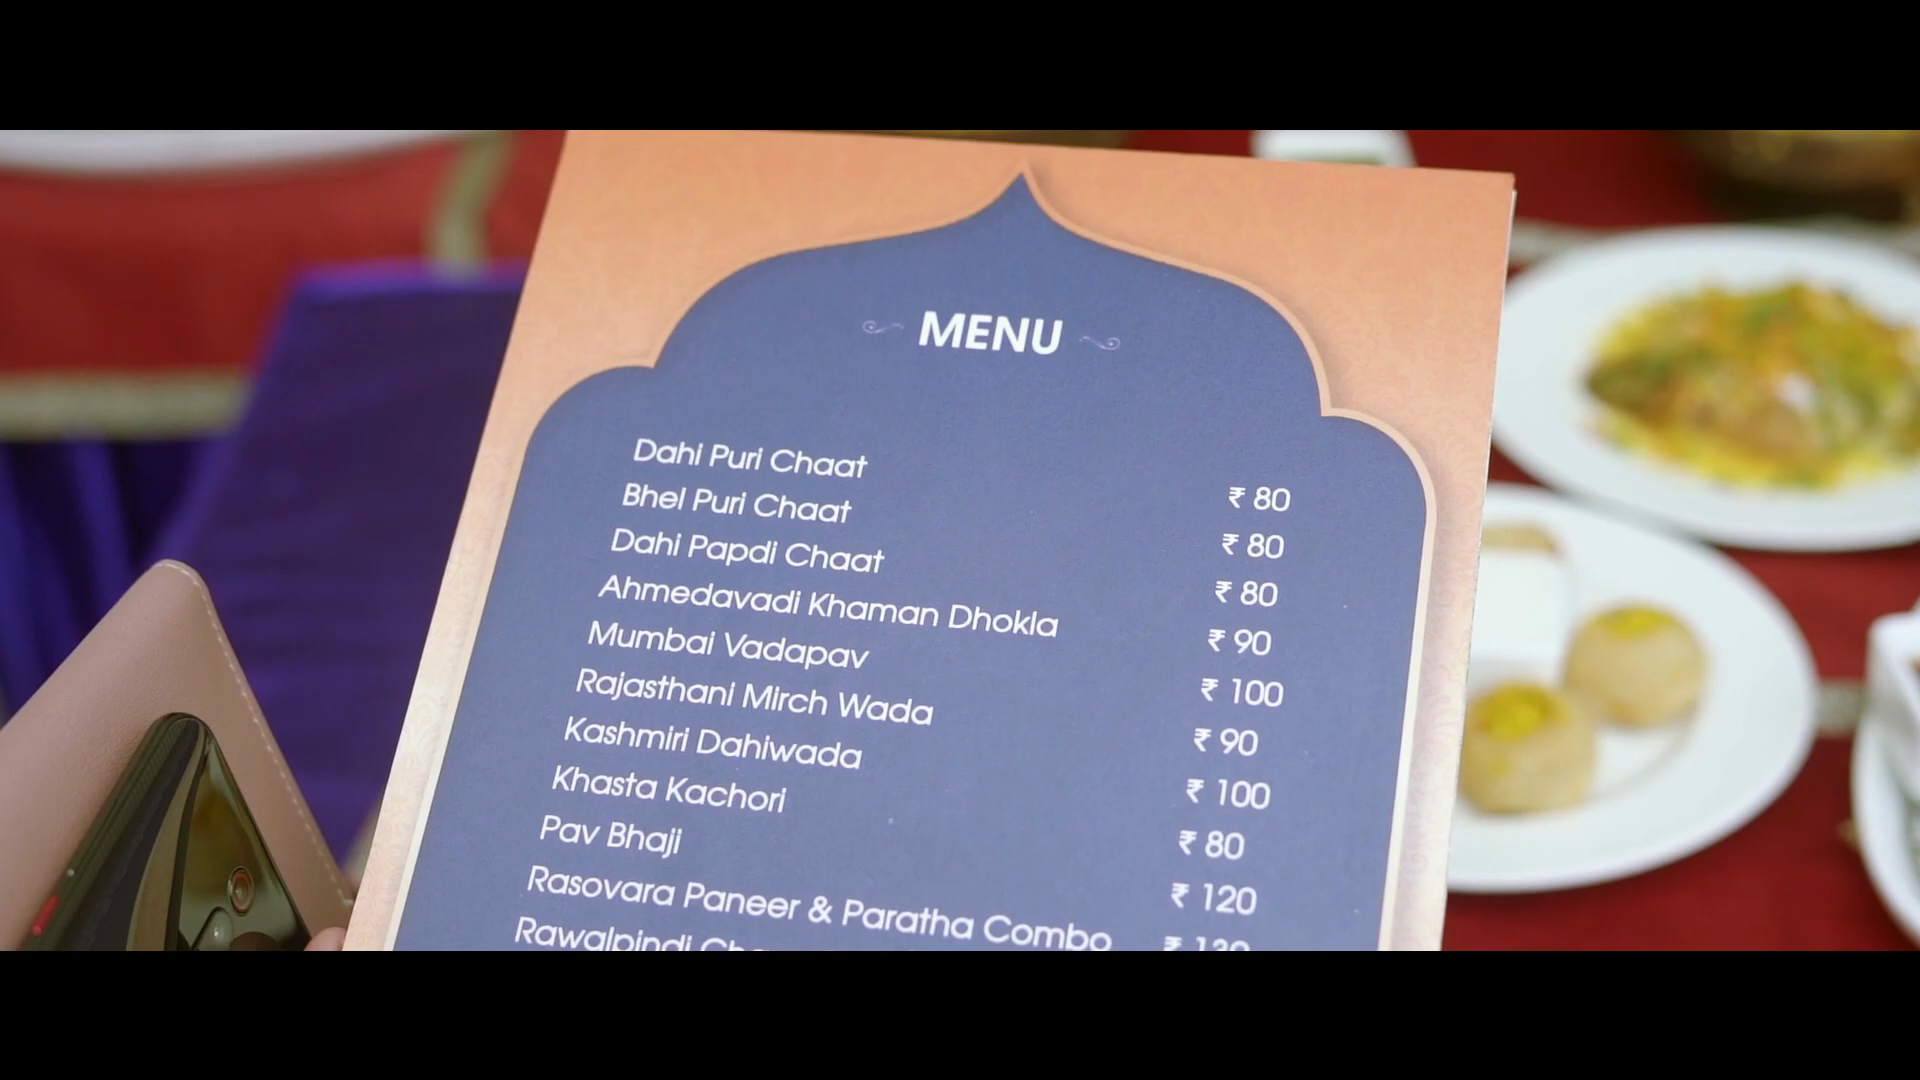 MENU
Dahi Puri Chaat ₹ 80
Bhel Puri Chaat ₹ 80
Dahi Papdi Chaat ₹ 80
Ahmedavadi Khaman Dhokla ₹ 90
Mumbai Vadapav ₹ 100
Rajasthani Mirch Wada ₹ 90
Kashmiri Dahiwada ₹ 100
Khasta Kachori ₹ 80
Pav Bhaji ₹ 120
Rasovara Paneer & Paratha Combo
Rawalpindi